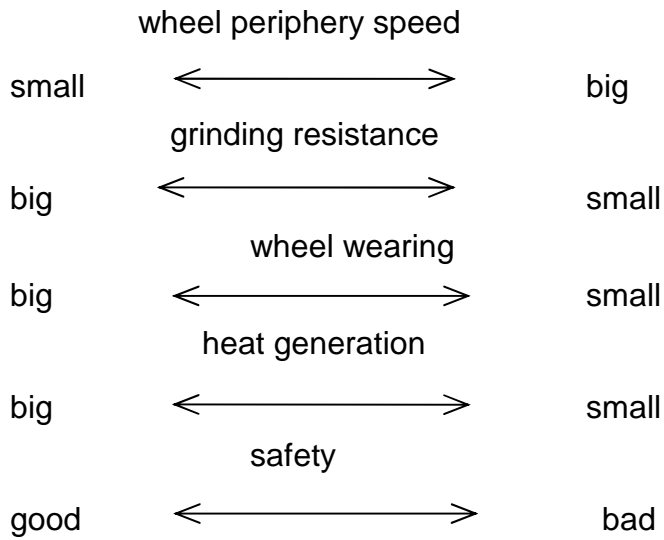 wheel periphery speed
small big
grinding resistance
big small
wheel wearing
big small
heat generation
big small
safety
good bad